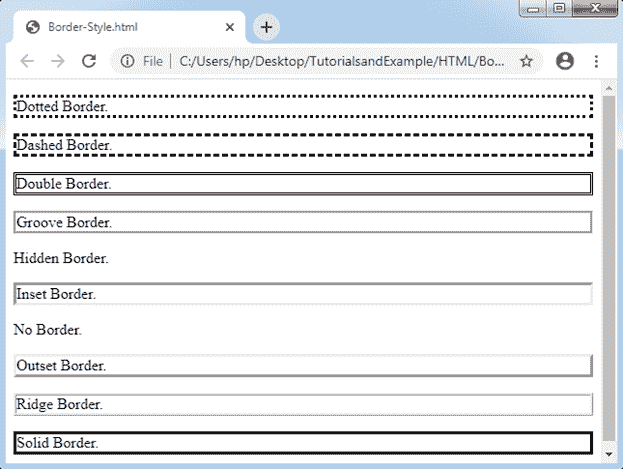 Border-Style.html
File | C:/Users/hp/Desktop/TutorialsandExample/HTML/Bo...
Dotted Border.
Dashed Border.
Double Border.
Groove Border.
Hidden Border.
Inset Border.
No Border.
Outset Border.
Ridge Border.
Solid Border.